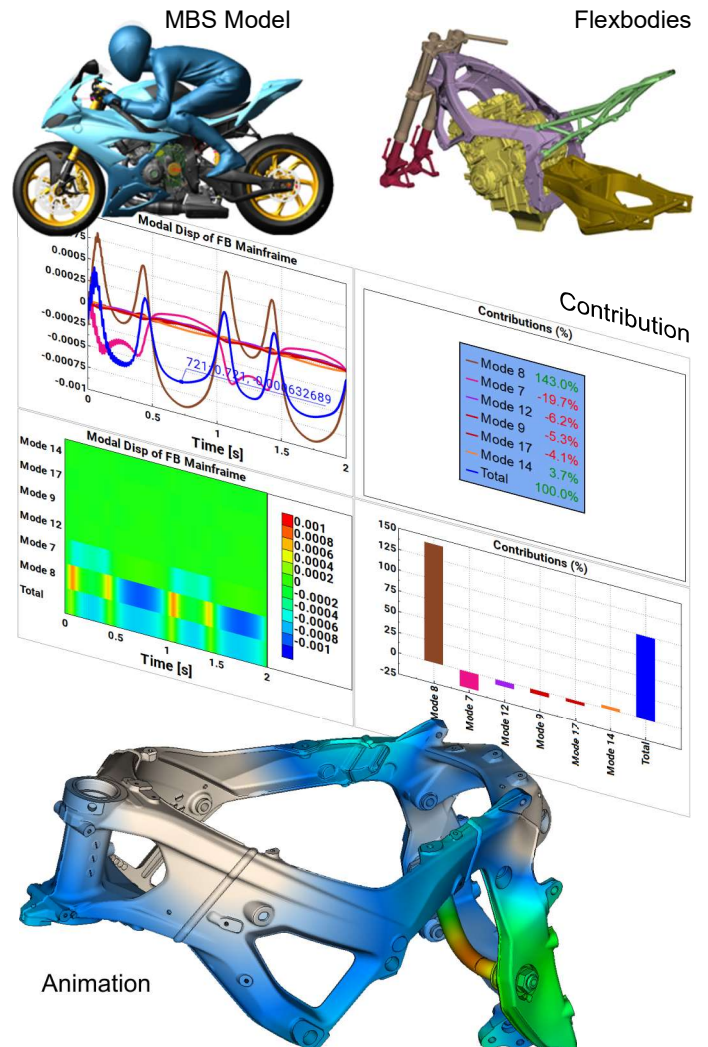 MBS Model
Flexbodies
Modal Disp of FB Mainfraime
0.0005
0.00025
0
-0.00025
-0.0005
-0.00075
-0.001
721, 0.721, -0.000632689
0
0.5
1
1.5
2
Time [s]
Contribution
Contributions (%)
Mode 8 143.0%
Mode 7 -19.7%
Mode 12 -6.2%
Mode 9 -5.3%
Mode 17 -4.1%
Mode 14 3.7%
Total 100.0%
Modal Disp of FB Mainfraime
Mode 14
Mode 17
Mode 9
Mode 12
Mode 7
Mode 8
Total
0
0.5
1
1.5
2
Time [s]
0.001
0.0008
0.0006
0.0004
0.0002
0
-0.0002
-0.0004
-0.0006
-0.0008
-0.001
Contributions (%)
150
125
100
75
50
25
0
-25
Mode 8
Mode 7
Mode 12
Mode 9
Mode 17
Mode 14
Total
Animation